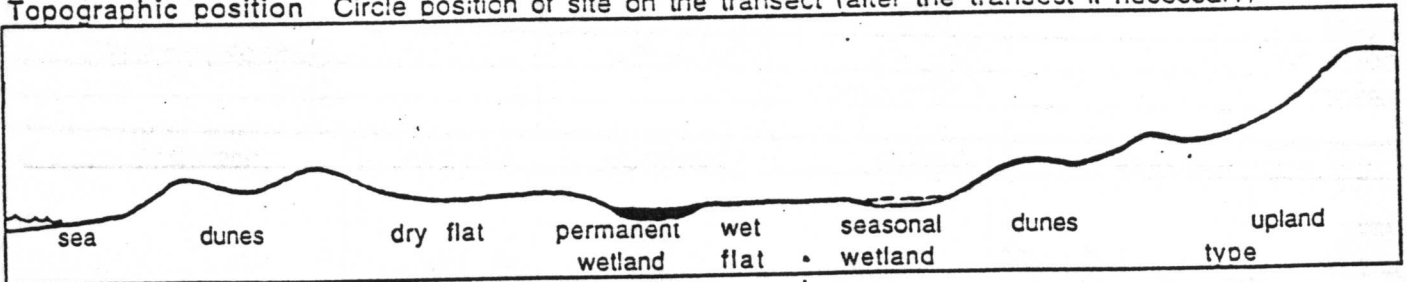 Topographic position Circle position of site on the transect (alter the transect if necessary)
sea dunes dry flat permanent wet seasonal dunes upland
wetland flat wetland type